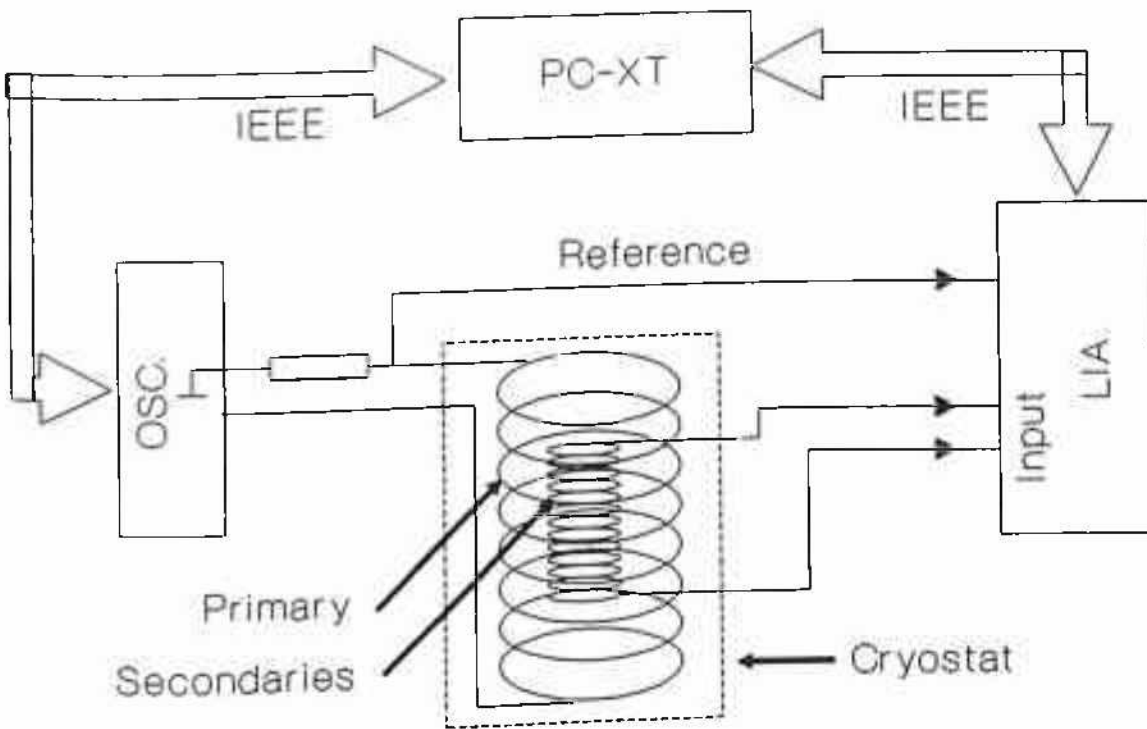 PC-XT
IEEE
IEEE
Reference
OSC.
LIA
Input
Primary
Secondaries
Cryostat